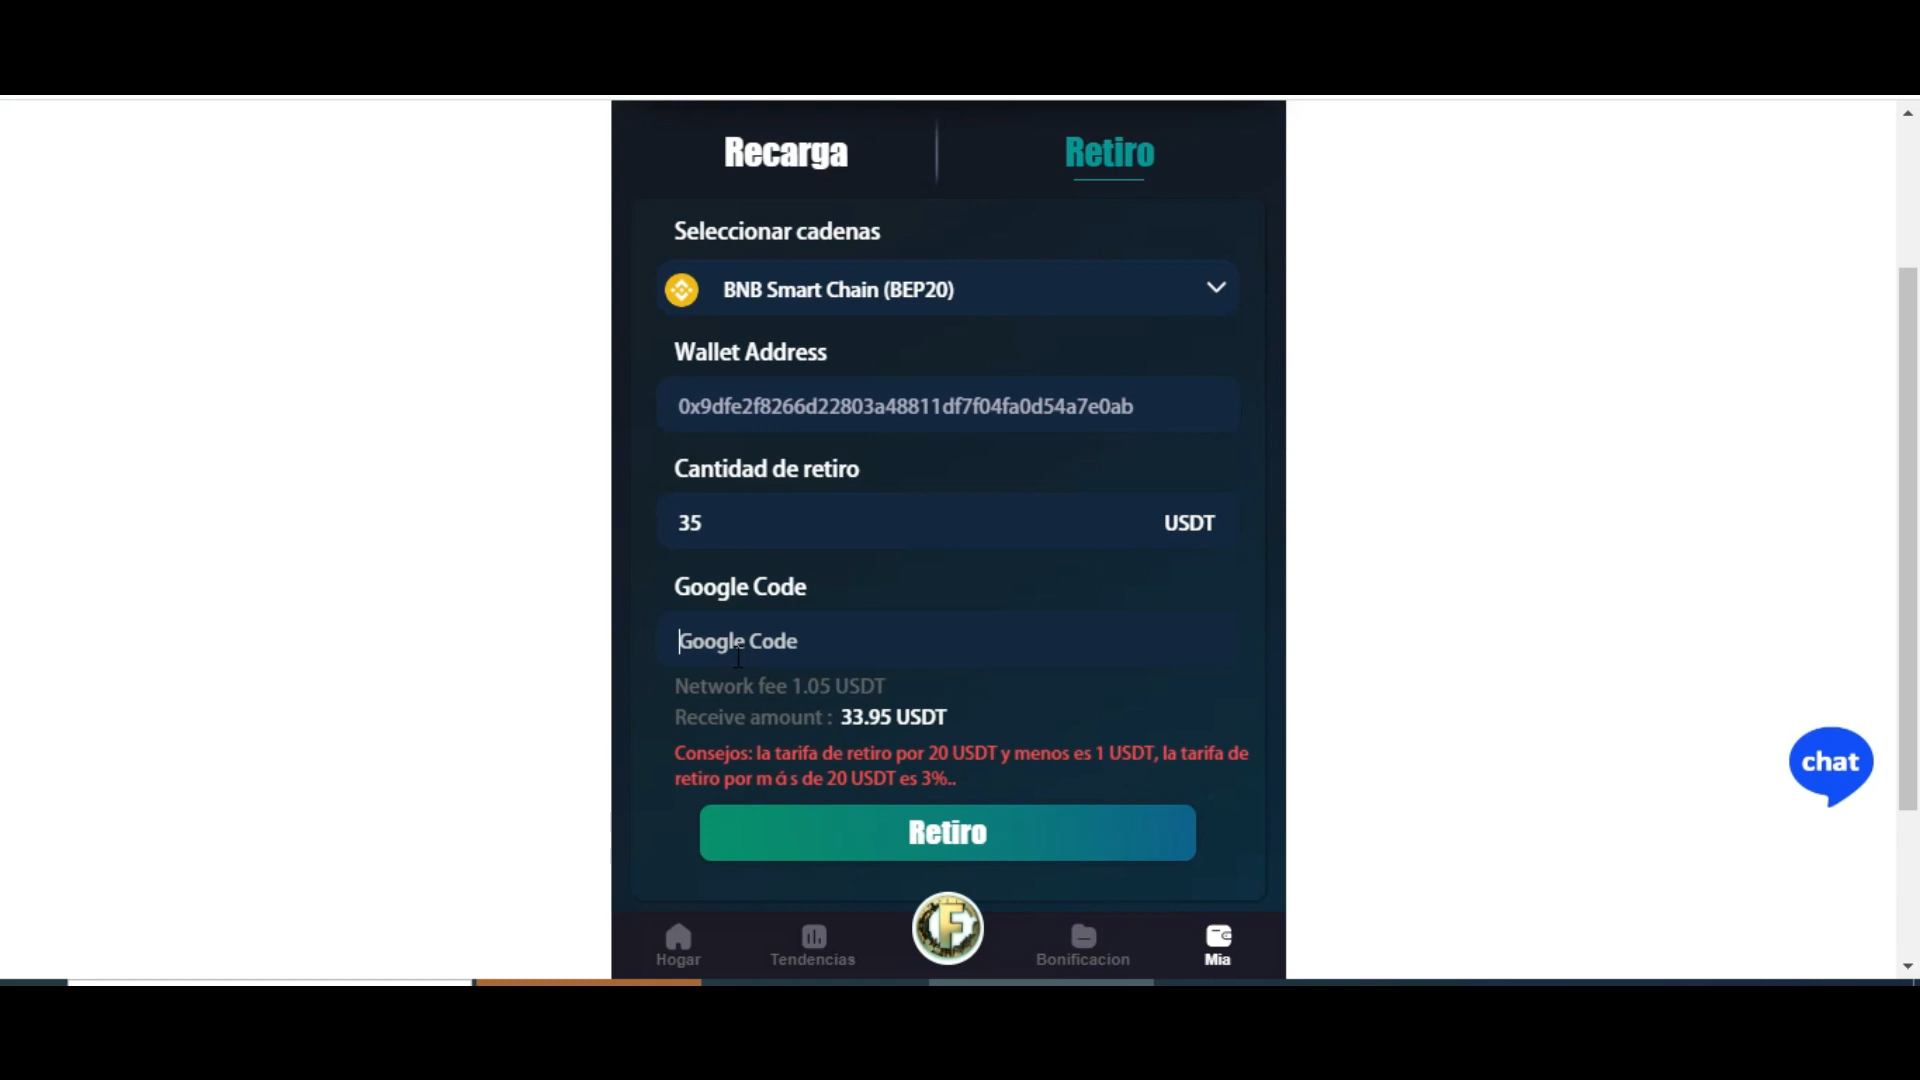 Recarga
Retiro
Seleccionar cadenas
BNB Smart Chain (BEP20)
Wallet Address
0x9dfe2f8266d22803a48811df7f04fa0d54a7e0ab
Cantidad de retiro
35 USDT
Google Code
Google Code
Network fee 1.05 USDT
Receive amount : 33.95 USDT
Consejos: la tarifa de retiro por 20 USDT y menos es 1 USDT, la tarifa de
retiro por m á s de 20 USDT es 3%..
Retiro
chat
F
Hogar
Tendencias
Bonificacion
Mia